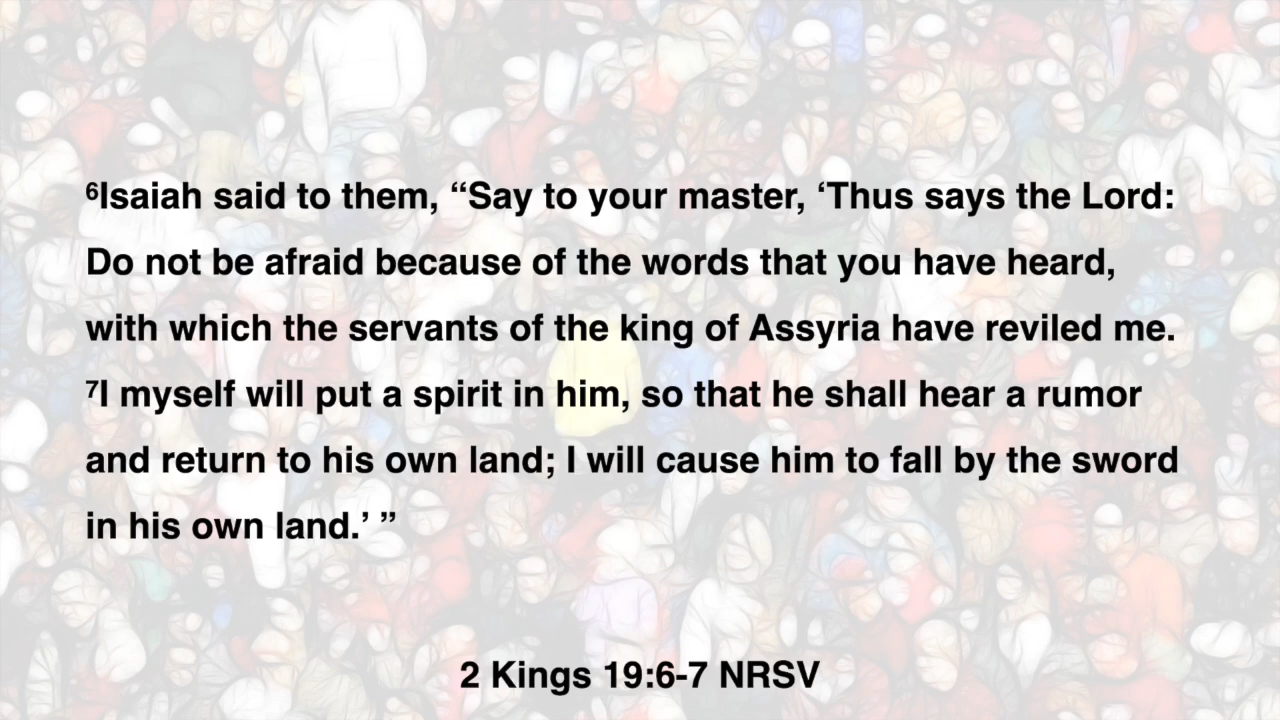 ⁶Isaiah said to them, “Say to your master, ‘Thus says the Lord:
Do not be afraid because of the words that you have heard,
with which the servants of the king of Assyria have reviled me.
⁷I myself will put a spirit in him, so that he shall hear a rumor
and return to his own land; I will cause him to fall by the sword
in his own land.’ ”
2 Kings 19:6-7 NRSV